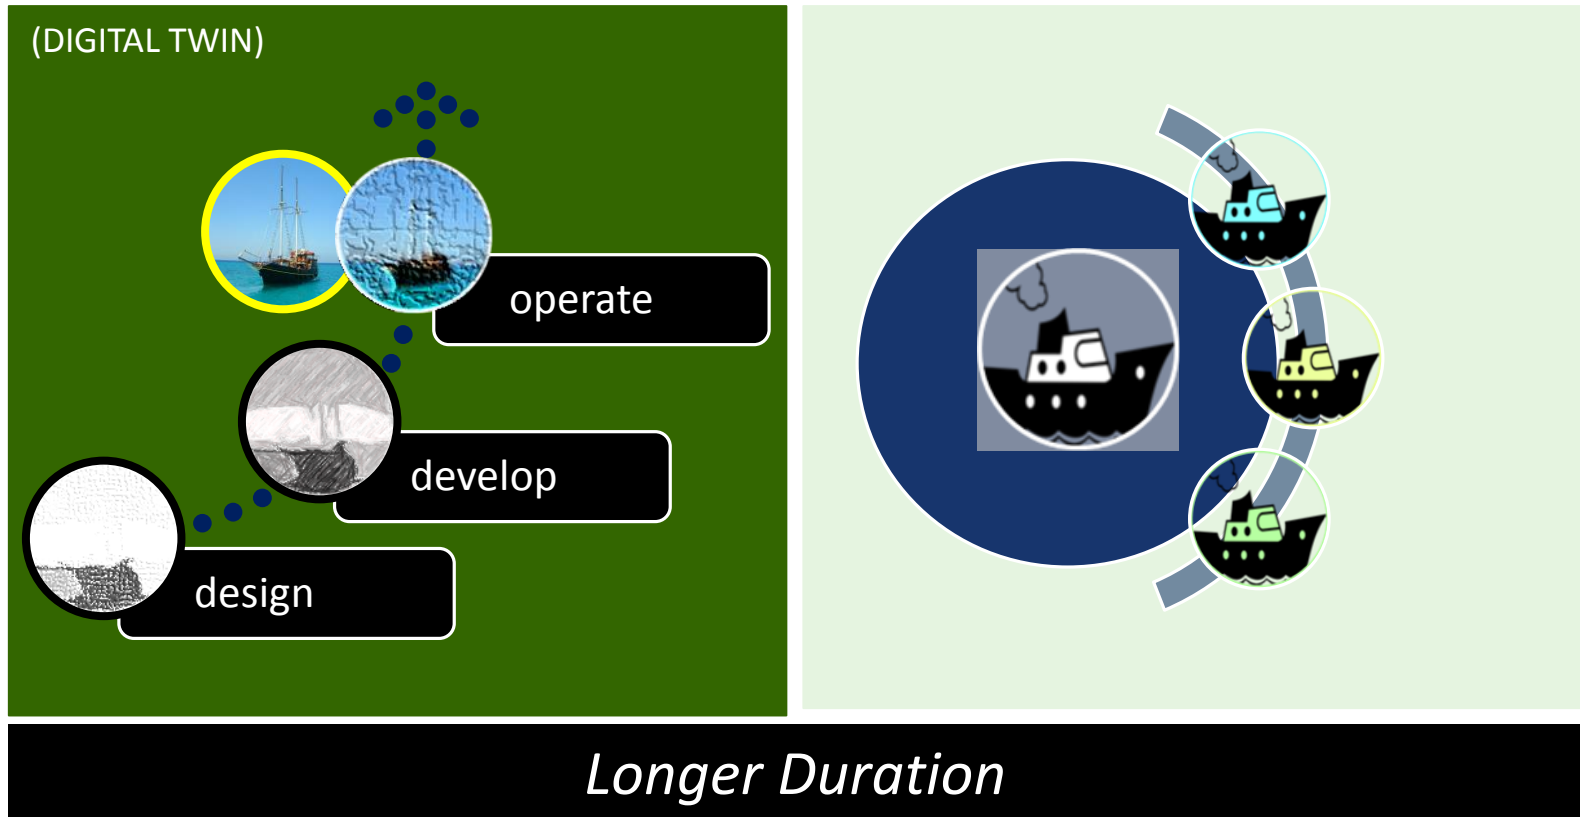 (DIGITAL TWIN)
operate
develop
design
Longer Duration